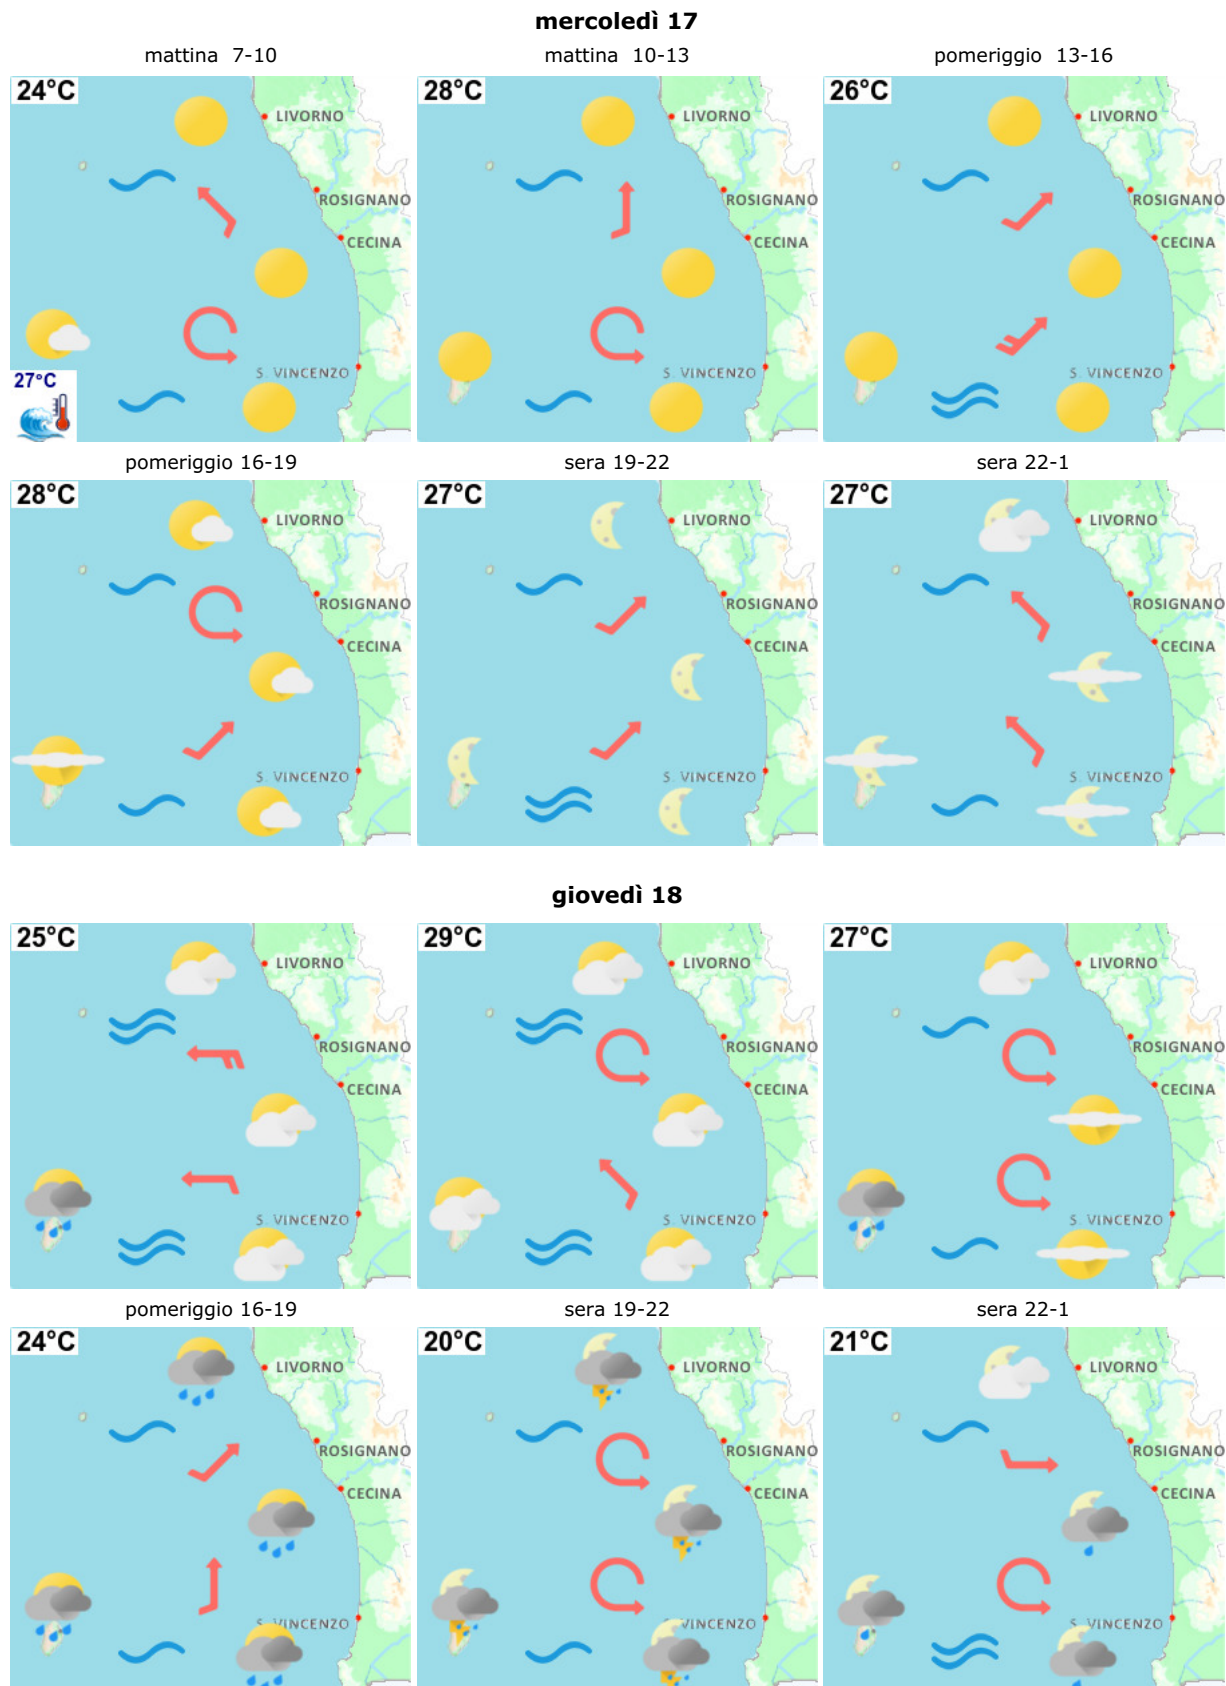 mercoledì 17
mattina 7-10
mattina 10-13
pomeriggio 13-16
24°C
LIVORNO
ROSIGNANO
CECINA
S. VINCENZO
27°C
28°C
LIVORNO
ROSIGNANO
CECINA
S. VINCENZO
26°C
LIVORNO
ROSIGNANO
CECINA
S. VINCENZO
pomeriggio 16-19
sera 19-22
sera 22-1
28°C
LIVORNO
ROSIGNANO
CECINA
S. VINCENZO
27°C
LIVORNO
ROSIGNANO
CECINA
S. VINCENZO
27°C
LIVORNO
ROSIGNANO
CECINA
S. VINCENZO
giovedì 18
25°C
LIVORNO
ROSIGNANO
CECINA
S. VINCENZO
29°C
LIVORNO
ROSIGNANO
CECINA
S. VINCENZO
27°C
LIVORNO
ROSIGNANO
CECINA
S. VINCENZO
pomeriggio 16-19
sera 19-22
sera 22-1
24°C
LIVORNO
ROSIGNANO
CECINA
S. VINCENZO
20°C
LIVORNO
ROSIGNANO
CECINA
S. VINCENZO
21°C
LIVORNO
ROSIGNANO
CECINA
S. VINCENZO